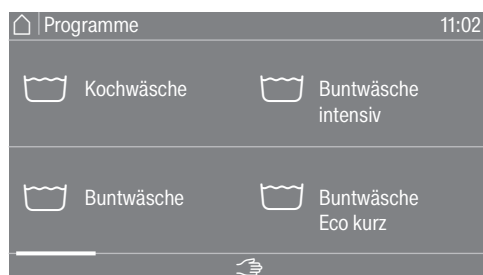 Programme
11:02
Kochwäsche
Buntwäsche
intensiv
Buntwäsche
Buntwäsche
Eco kurz